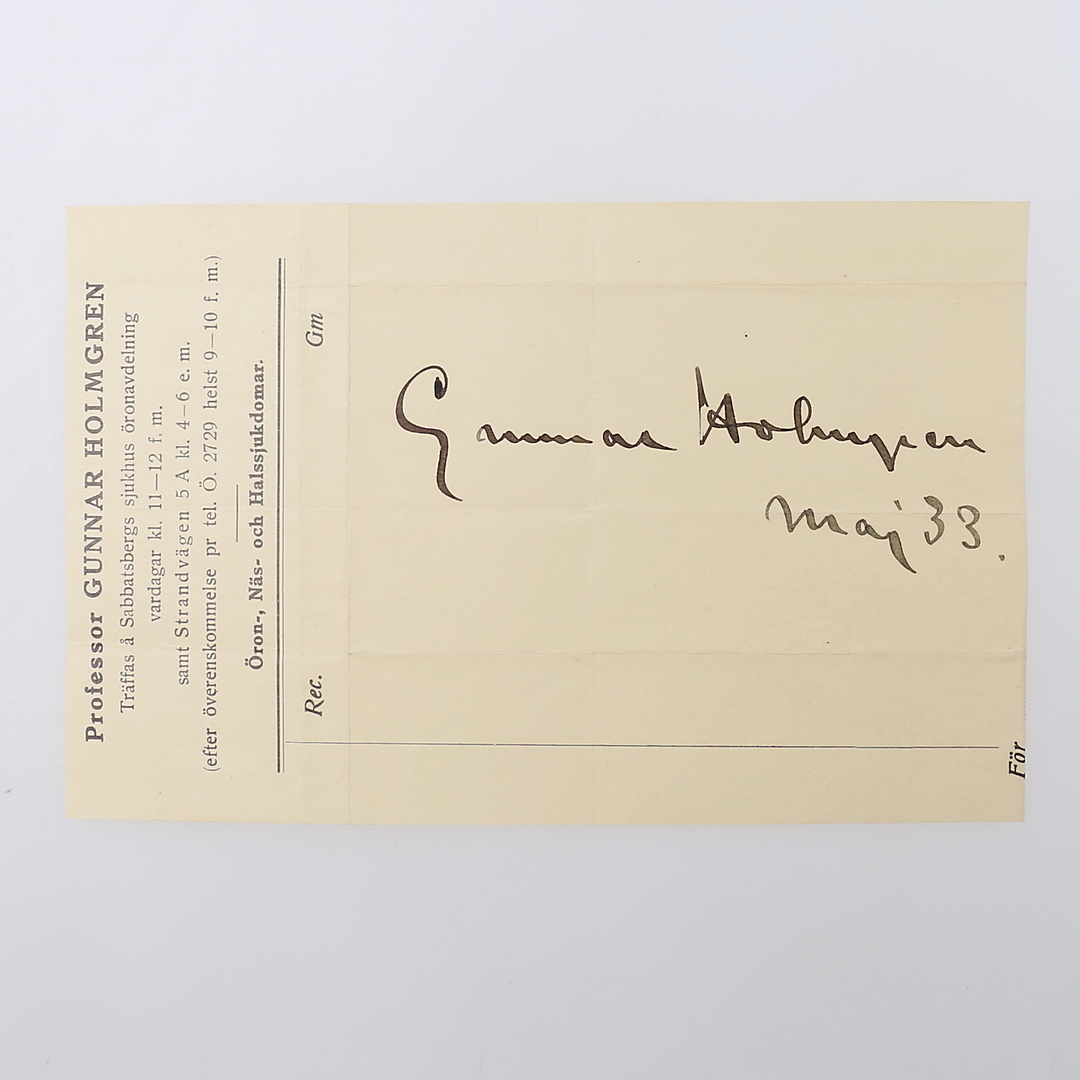 Professor GUNNAR HOLMGREN
Träffas å Sabbatsbergs sjukhus öronavdelning
vardagar kl. 11—12 f. m.
samt Strandvägen 5 A kl. 4—6 e. m.
(efter överenskommelse pr tel. Ö. 2729 helst 9—10 f. m.)
Öron-, Näs- och Halssjukdomar.
Rec. Gm
Gunnar Holmgren
Maj 33.
För